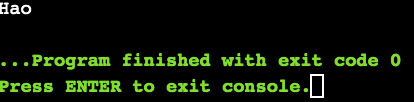 Hao
...Program finished with exit code 0
Press ENTER to exit console.